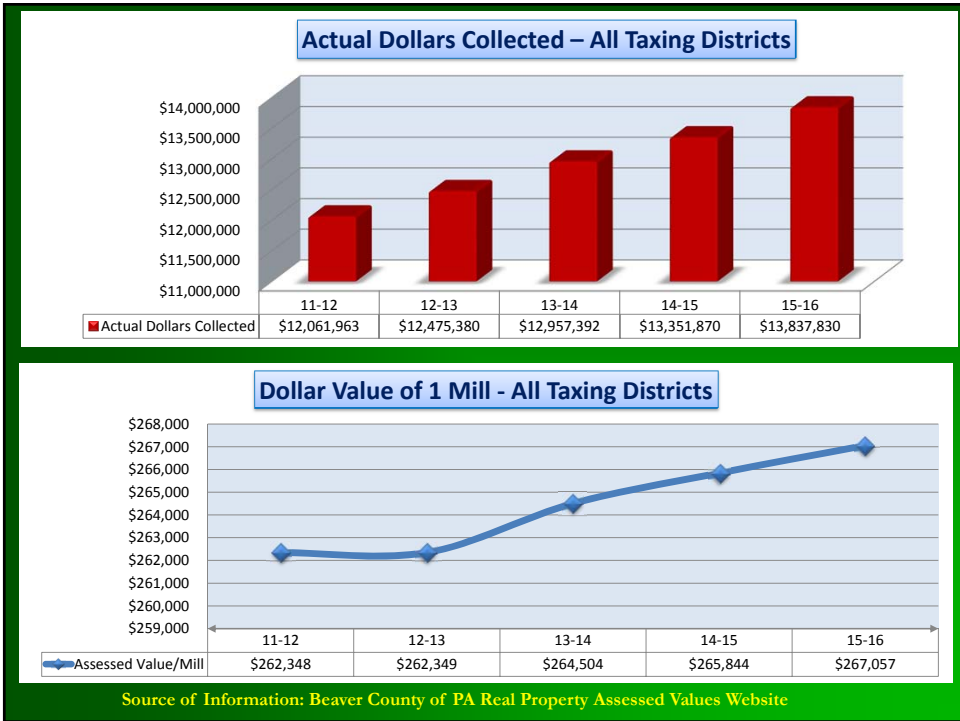 Actual Dollars Collected – All Taxing Districts
$14,000,000
$13,500,000
$13,000,000
$12,500,000
$12,000,000
$11,500,000
$11,000,000
11-12 12-13 13-14 14-15 15-16
Actual Dollars Collected $12,061,963 $12,475,380 $12,957,392 $13,351,870 $13,837,830
Dollar Value of 1 Mill - All Taxing Districts
$268,000
$267,000
$266,000
$265,000
$264,000
$263,000
$262,000
$261,000
$260,000
$259,000
11-12 12-13 13-14 14-15 15-16
Assessed Value/Mill $262,348 $262,349 $264,504 $265,844 $267,057
Source of Information: Beaver County of PA Real Property Assessed Values Website